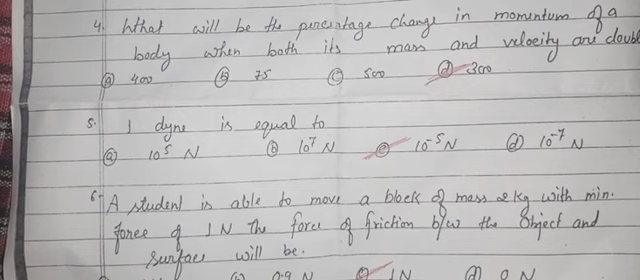 4. What will be the percentage change in momentum of a
body when both its mass and velocity are doubl
(a) 400 (b) 75 (c) 500 (d) 300
5. 1 dyne is equal to
(a) 10⁵ N (b) 10⁷ N (c) 10⁻⁵ N (d) 10⁻⁷ N
6. A student is able to move a block of mass 2 kg with min.
force of 1N The force of friction b/w the Object and
surface will be.
0.9 N 1N (d) 0 N